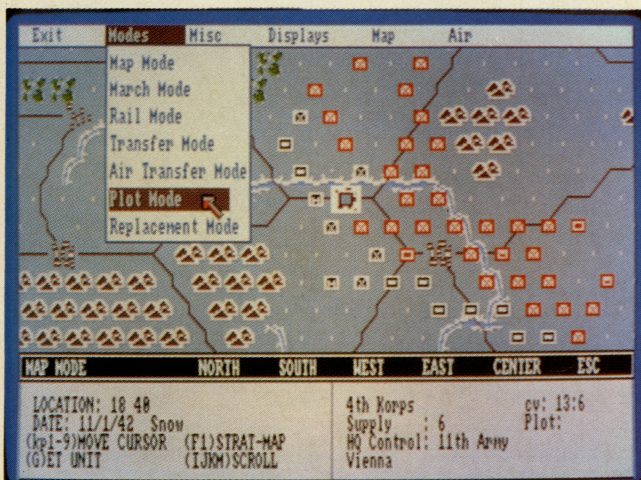 Exit Modes Misc Displays Map Air
Map Mode
March Mode
Rail Mode
Transfer Mode
Air Transfer Mode
Plot Mode
Replacement Mode
MAP MODE NORTH SOUTH WEST EAST CENTER ESC
LOCATION: 18 40
DATE: 11/1/42 Snow
(kp1-9)MOVE CURSOR (F1)STRAT-MAP
(G)ET UNIT (IJKM)SCROLL
4th Korps cv: 13:6
Supply : 6 Plot:
HQ Control: 11th Army
Vienna